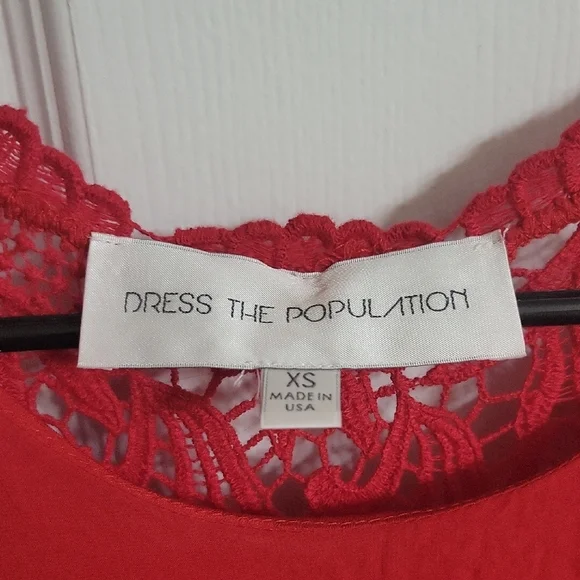 DRESS THE POPULATION
XS
MADE IN
USA